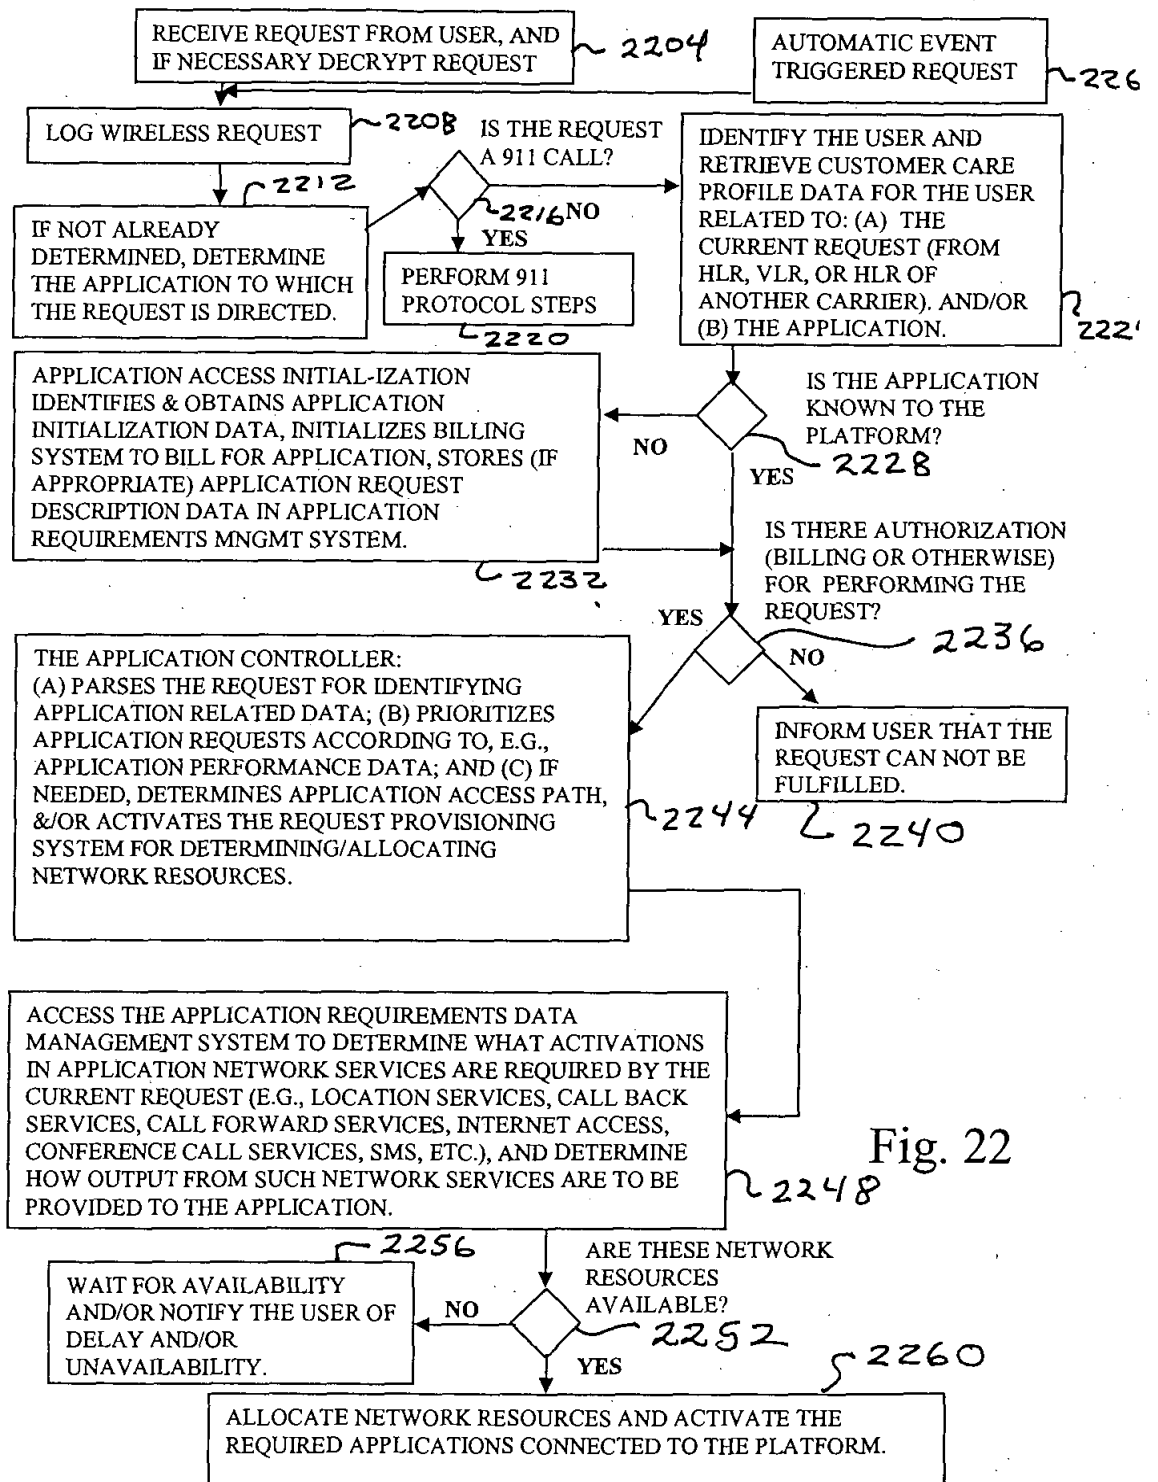 RECEIVE REQUEST FROM USER, AND
IF NECESSARY DECRYPT REQUEST
2204
AUTOMATIC EVENT
TRIGGERED REQUEST
226
LOG WIRELESS REQUEST
2208
IS THE REQUEST
A 911 CALL?
2212
2216
NO
YES
IF NOT ALREADY
DETERMINED, DETERMINE
THE APPLICATION TO WHICH
THE REQUEST IS DIRECTED.
PERFORM 911
PROTOCOL STEPS
2220
IDENTIFY THE USER AND
RETRIEVE CUSTOMER CARE
PROFILE DATA FOR THE USER
RELATED TO: (A) THE
CURRENT REQUEST (FROM
HLR, VLR, OR HLR OF
ANOTHER CARRIER). AND/OR
(B) THE APPLICATION.
222
APPLICATION ACCESS INITIAL-IZATION
IDENTIFIES & OBTAINS APPLICATION
INITIALIZATION DATA, INITIALIZES BILLING
SYSTEM TO BILL FOR APPLICATION, STORES (IF
APPROPRIATE) APPLICATION REQUEST
DESCRIPTION DATA IN APPLICATION
REQUIREMENTS MNGMT SYSTEM.
2232
IS THE APPLICATION
KNOWN TO THE
PLATFORM?
NO
2228
YES
IS THERE AUTHORIZATION
(BILLING OR OTHERWISE)
FOR PERFORMING THE
REQUEST?
YES
2236
NO
THE APPLICATION CONTROLLER:
(A) PARSES THE REQUEST FOR IDENTIFYING
APPLICATION RELATED DATA; (B) PRIORITIZES
APPLICATION REQUESTS ACCORDING TO, E.G.,
APPLICATION PERFORMANCE DATA; AND (C) IF
NEEDED, DETERMINES APPLICATION ACCESS PATH,
&/OR ACTIVATES THE REQUEST PROVISIONING
SYSTEM FOR DETERMINING/ALLOCATING
NETWORK RESOURCES.
2244
INFORM USER THAT THE
REQUEST CAN NOT BE
FULFILLED.
2240
ACCESS THE APPLICATION REQUIREMENTS DATA
MANAGEMENT SYSTEM TO DETERMINE WHAT ACTIVATIONS
IN APPLICATION NETWORK SERVICES ARE REQUIRED BY THE
CURRENT REQUEST (E.G., LOCATION SERVICES, CALL BACK
SERVICES, CALL FORWARD SERVICES, INTERNET ACCESS,
CONFERENCE CALL SERVICES, SMS, ETC.), AND DETERMINE
HOW OUTPUT FROM SUCH NETWORK SERVICES ARE TO BE
PROVIDED TO THE APPLICATION.
Fig. 22
2248
2256
ARE THESE NETWORK
RESOURCES
AVAILABLE?
WAIT FOR AVAILABILITY
AND/OR NOTIFY THE USER OF
DELAY AND/OR
UNAVAILABILITY.
NO
2252
YES
2260
ALLOCATE NETWORK RESOURCES AND ACTIVATE THE
REQUIRED APPLICATIONS CONNECTED TO THE PLATFORM.